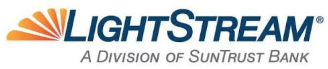 LIGHTSTREAM®
A DIVISION OF SUNTRUST BANK